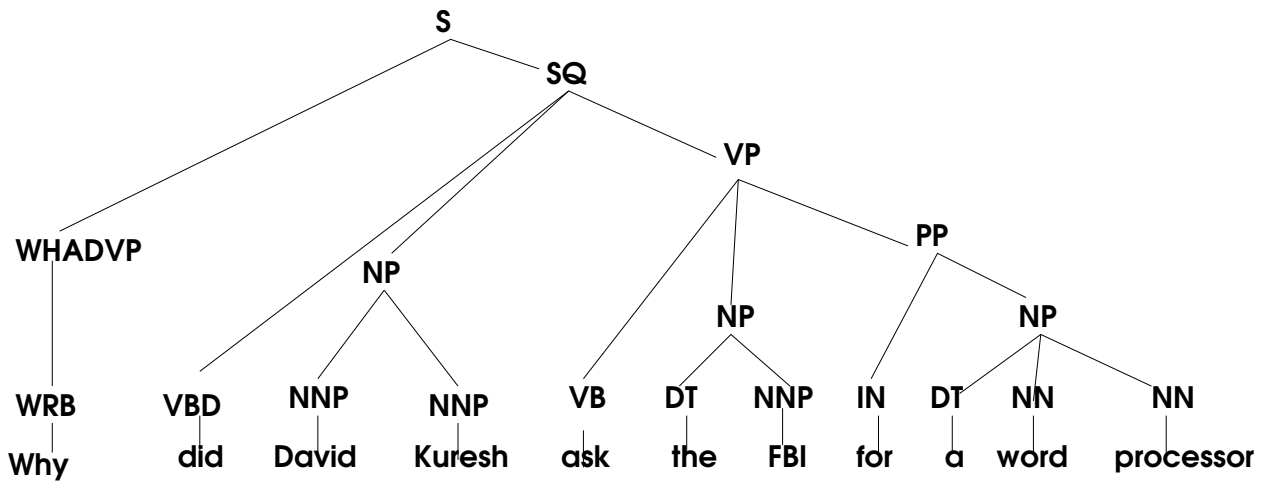 S
SQ
VP
WHADVP NP PP
NP NP
WRB VBD NNP NNP VB DT NNP IN DT NN NN
Why did David Kuresh ask the FBI for a word processor